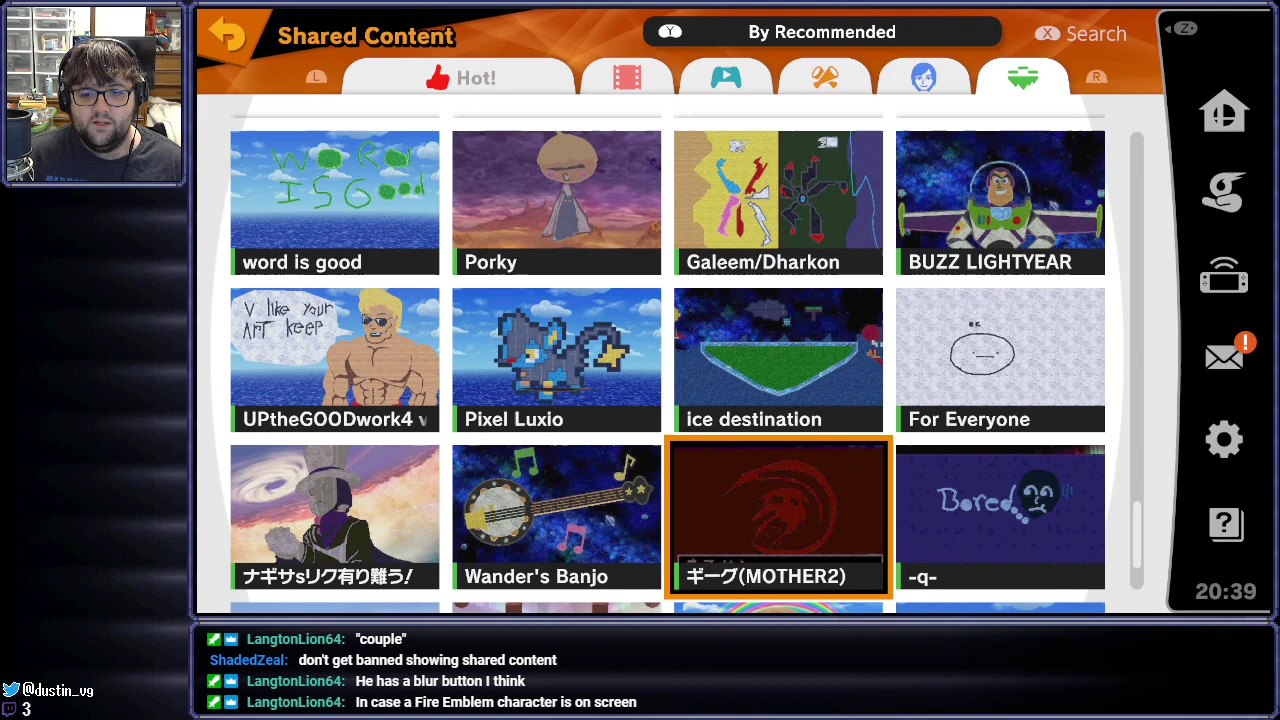 Z
Shared Content
Y By Recommended
X Search
L Hot! R
WORD
IS Good
word is good
Porky
Galeem/Dharkon
BUZZ LIGHTYEAR
V like Your
ArT keep
UPtheGOODwork4 v
Pixel Luxio
ice destination
OK
For Everyone
ナギサsリク有り難う!
Wander's Banjo
ギーグ(MOTHER2)
Bored
-q-
20:39
LangtonLion64: "couple"
ShadedZeal: don't get banned showing shared content
LangtonLion64: He has a blur button I think
LangtonLion64: In case a Fire Emblem character is on screen
@dustin_vg
3